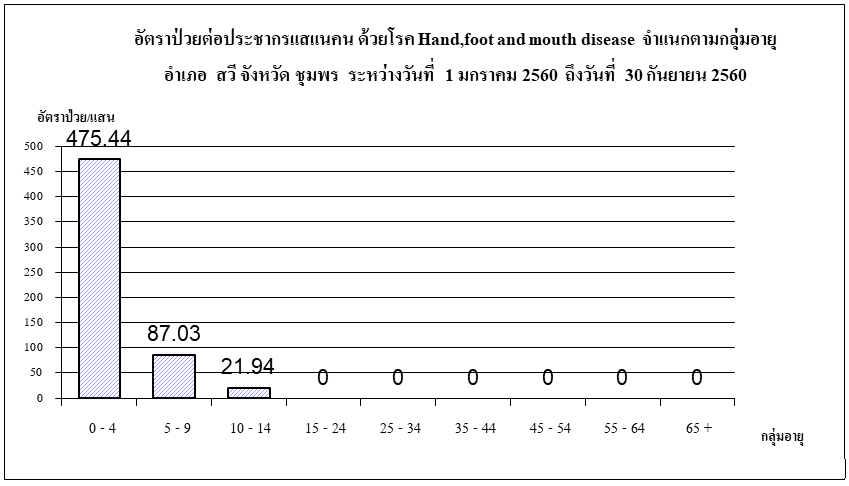 อัตราป่วยต่อประชากรแสแนคน ด้วยโรค Hand,foot and mouth disease จำแนกตามกลุ่มอายุ
อำเภอ สวี จังหวัด ชุมพร ระหว่างวันที่ 1 มกราคม 2560 ถึงวันที่ 30 กันยายน 2560
อัตราป่วย/แสน
475.44
500
450
400
350
300
250
200
150
100
50
0
87.03
21.94
0
0
0
0
0
0
0 - 4
5 - 9
10 - 14
15 - 24
25 - 34
35 - 44
45 - 54
55 - 64
65 +
กลุ่มอายุ